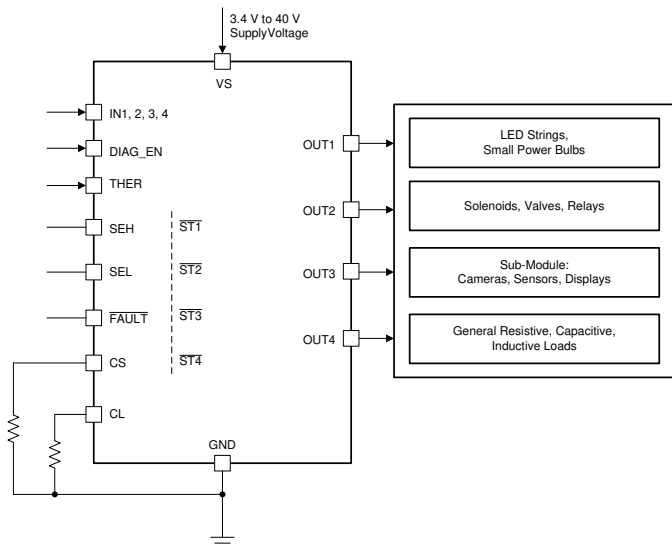 3.4 V to 40 V
SupplyVoltage
VS
IN1, 2, 3, 4
DIAG_EN
THER
SEH
ST1
SEL
ST2
FAULT
ST3
CS
ST4
CL
GND
OUT1
OUT2
OUT3
OUT4
LED Strings,
Small Power Bulbs
Solenoids, Valves, Relays
Sub-Module:
Cameras, Sensors, Displays
General Resistive, Capacitive,
Inductive Loads